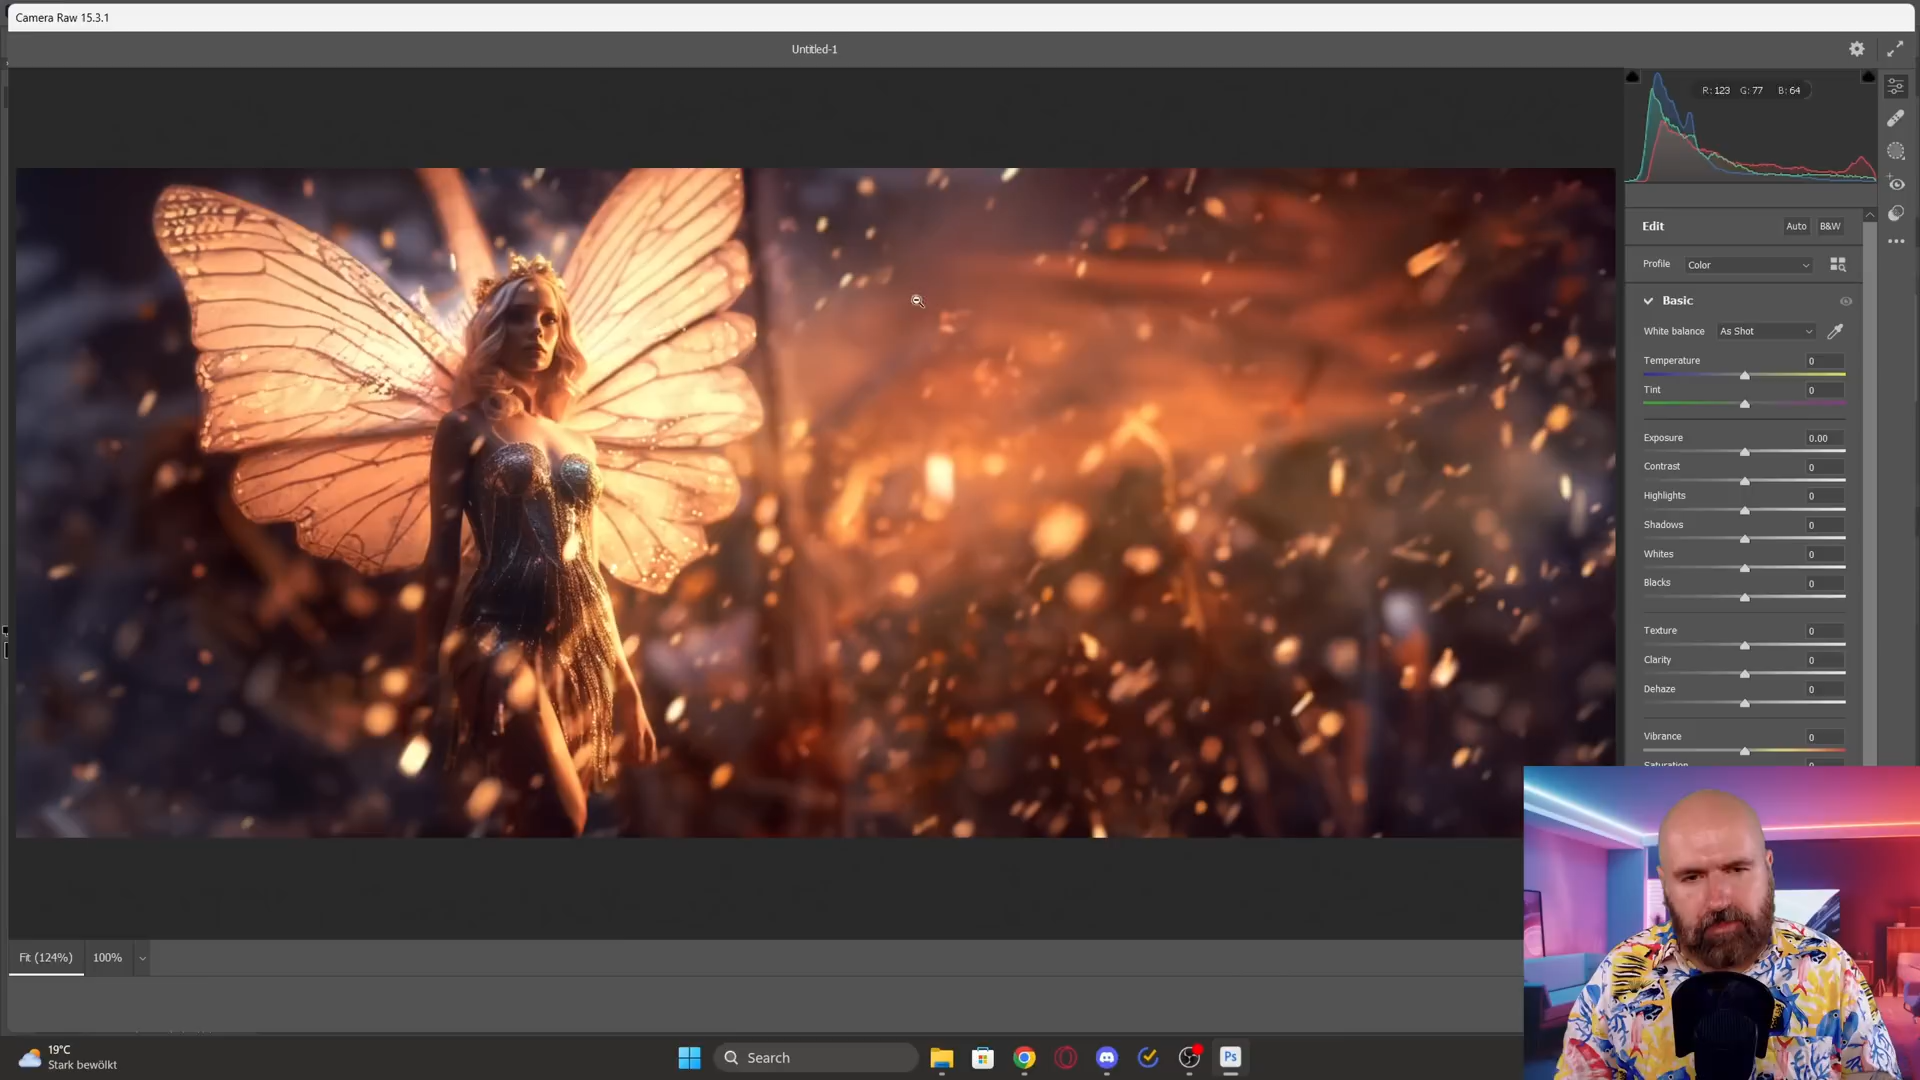 Camera Raw 15.3.1
Untitled-1
R: 123 G: 77 B: 64
Edit Auto B&W
Profile Color
Basic
White balance As Shot
Temperature 0
Tint 0
Exposure 0.00
Contrast 0
Highlights 0
Shadows 0
Whites 0
Blacks 0
Texture 0
Clarity 0
Dehaze 0
Vibrance 0
Saturation
Fit (124%) 100%
19°C
Stark bewölkt
Search
Ps